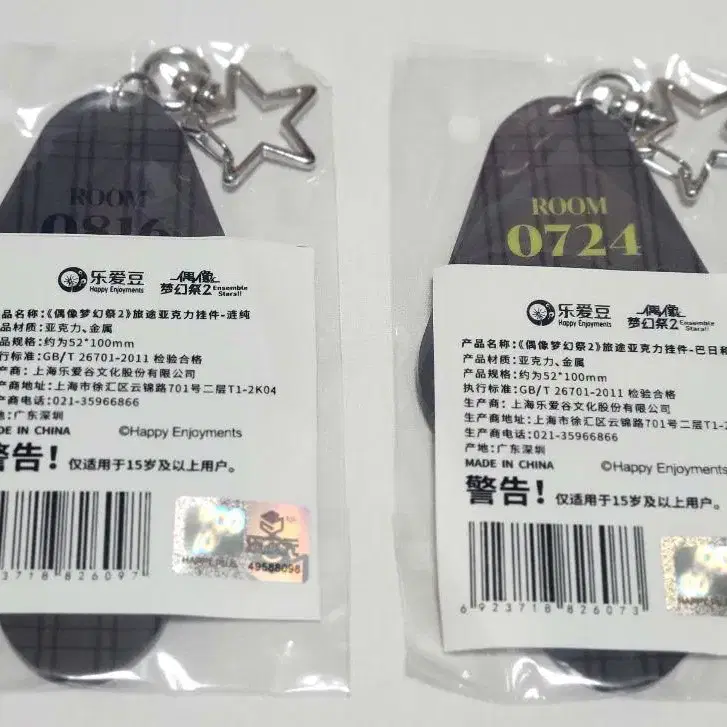 ROOM
0816
乐爱豆
Happy Enjoyments
偶像
梦幻祭2
Ensemble
Stars!!
品名称:《偶像梦幻祭2》旅途亚克力挂件-涟纯
品材质:亚克力、金属
品规格:约为52*100mm
行标准:GB/T 26701-2011 检验合格
商:上海乐爱谷文化股份有限公司
产商地址:上海市徐汇区云锦路701号二层T1-2K04
产商电话:021-35966866
地:广东深圳
DE IN CHINA
©Happy Enjoyments
警告!仅适用于15岁及以上用户。
3718 826097
HAPPY PLUS
49588098
ROOM
0724
乐爱豆
Happy Enjoyments
偶像
梦幻祭2
Ensemble
Stars!!
产品名称:《偶像梦幻祭2》旅途亚克力挂件-巴日和
产品材质:亚克力、金属
产品规格:约为52*100mm
执行标准:GB/T 26701-2011 检验合格
生产商:上海乐爱谷文化股份有限公司
生产商地址:上海市徐汇区云锦路701号二层T1-2
生产商电话:021-35966866
产地:广东深圳
MADE IN CHINA
©Happy Enjoyments
警告!仅适用于15岁及以上用户。
6 923718 826073